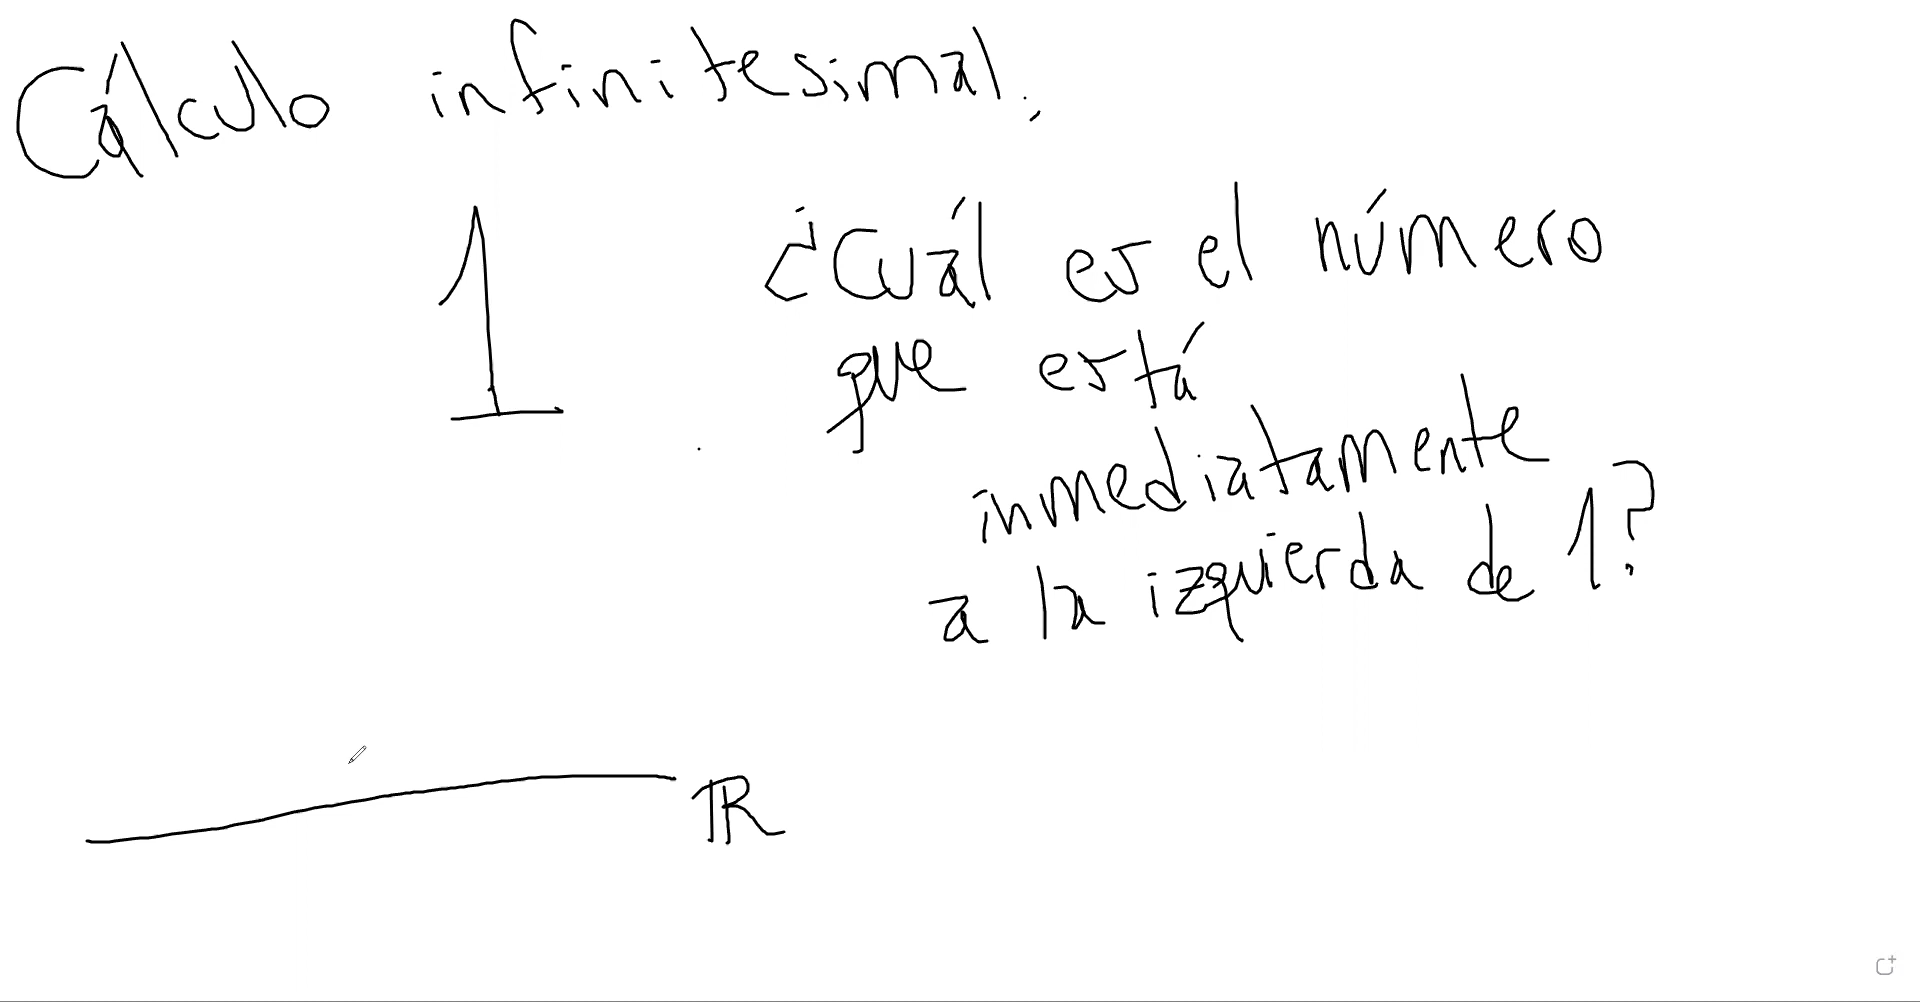 Cálculo infinitesimal.
1
¿Cuál es el número
que está
inmediatamente
a la izquierda de 1?
ℝ